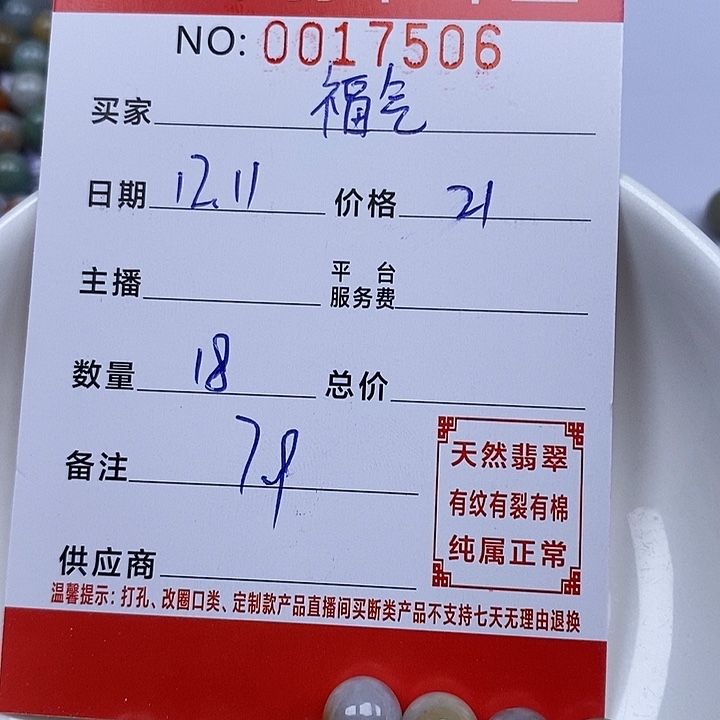 NO: 0017506
买家 福气
日期 12.11 价格 21
主播 平台服务费
数量 18 总价
备注 7.9
天然翡翠
有纹有裂有棉
纯属正常
供应商
温馨提示：打孔、改圈口类、定制款产品直播间买断类产品不支持七天无理由退换